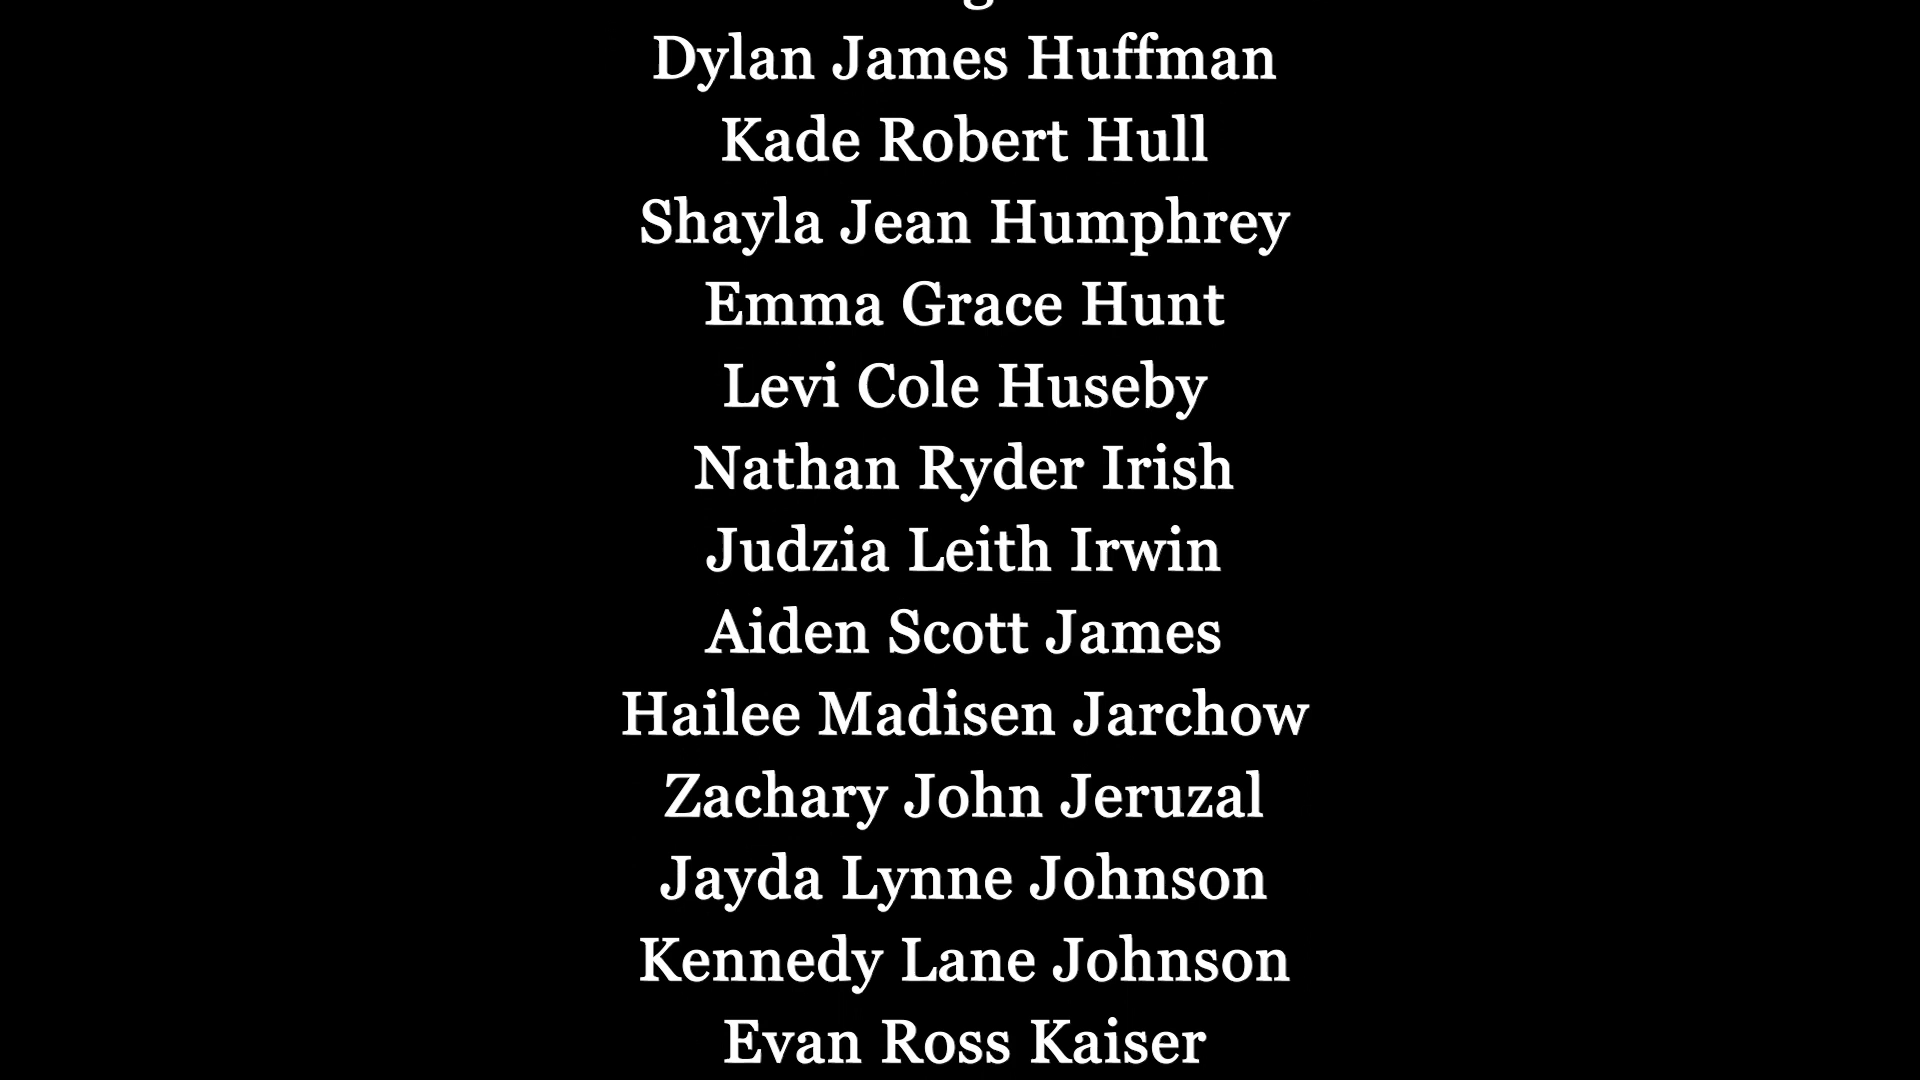 Dylan James Huffman
Kade Robert Hull
Shayla Jean Humphrey
Emma Grace Hunt
Levi Cole Huseby
Nathan Ryder Irish
Judzia Leith Irwin
Aiden Scott James
Hailee Madisen Jarchow
Zachary John Jeruzal
Jayda Lynne Johnson
Kennedy Lane Johnson
Evan Ross Kaiser